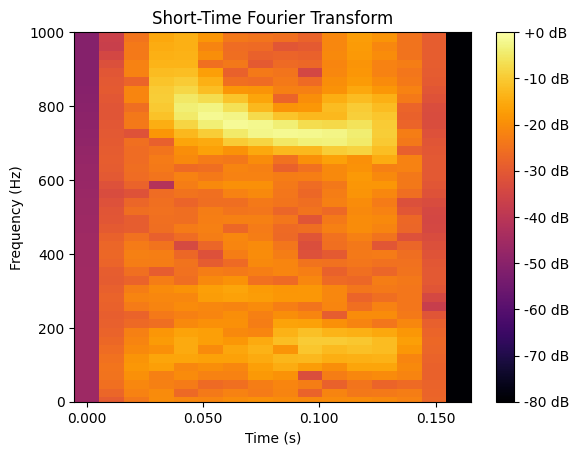 Short-Time Fourier Transform
1000
800
600
400
200
0
Frequency (Hz)
0.000
0.050
0.100
0.150
Time (s)
+0 dB
-10 dB
-20 dB
-30 dB
-40 dB
-50 dB
-60 dB
-70 dB
-80 dB